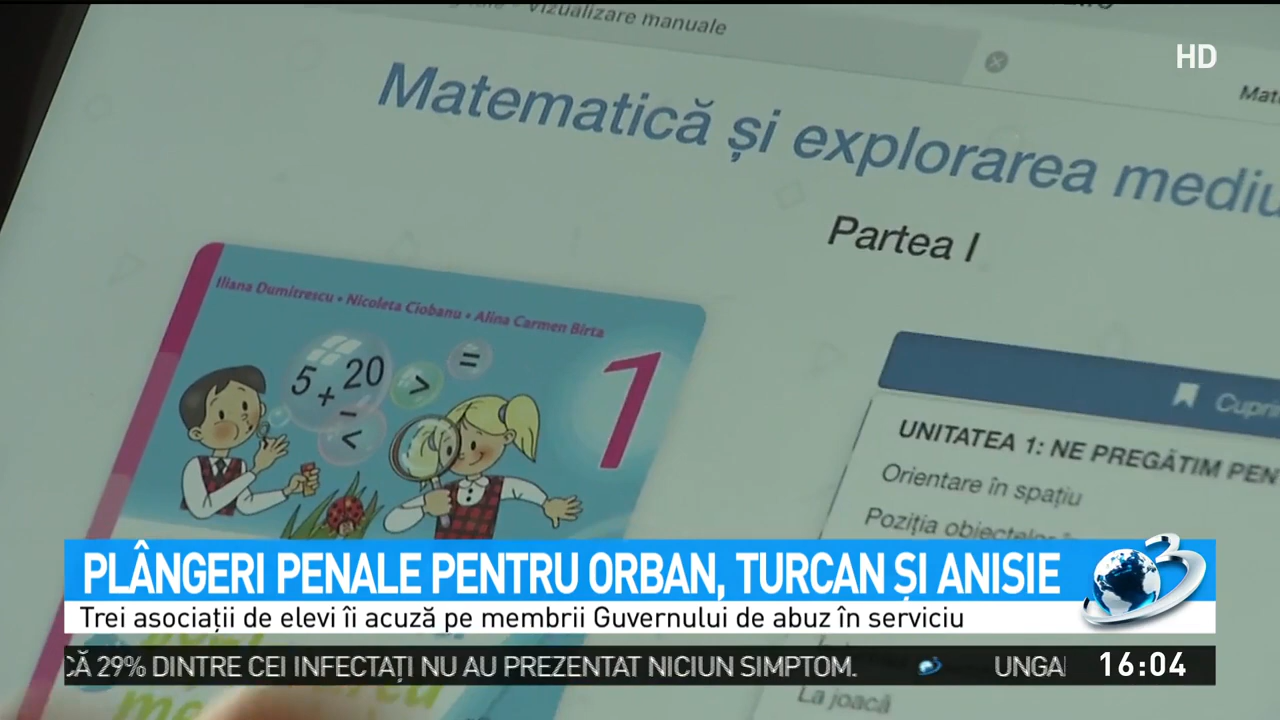 Vizualizare manuale
HD
Matematică și explorarea mediu
Partea I
Iliana Dumitrescu • Nicoleta Ciobanu • Alina Carmen Birta
5 + 20 = > - <
1
UNITATEA 1: NE PREGĂTIM PEN
Orientare în spațiu
Poziția obiectelor
PLÂNGERI PENALE PENTRU ORBAN, TURCAN ȘI ANISIE
3
Trei asociații de elevi îi acuză pe membrii Guvernului de abuz în serviciu
CĂ 29% DINTRE CEI INFECTAȚI NU AU PREZENTAT NICIUN SIMPTOM.
16:04
La joacă